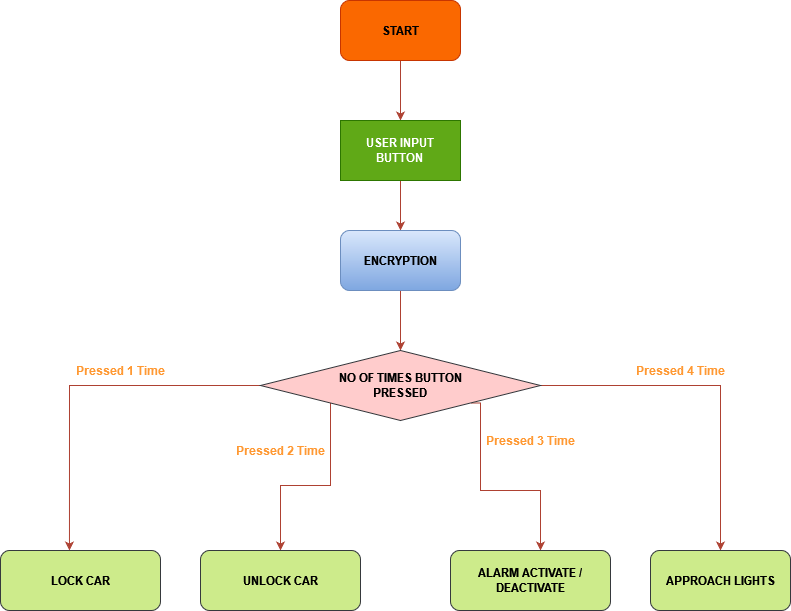 START
USER INPUT
BUTTON
ENCRYPTION
NO OF TIMES BUTTON
PRESSED
Pressed 1 Time
Pressed 4 Time
Pressed 2 Time
Pressed 3 Time
LOCK CAR
UNLOCK CAR
ALARM ACTIVATE /
DEACTIVATE
APPROACH LIGHTS